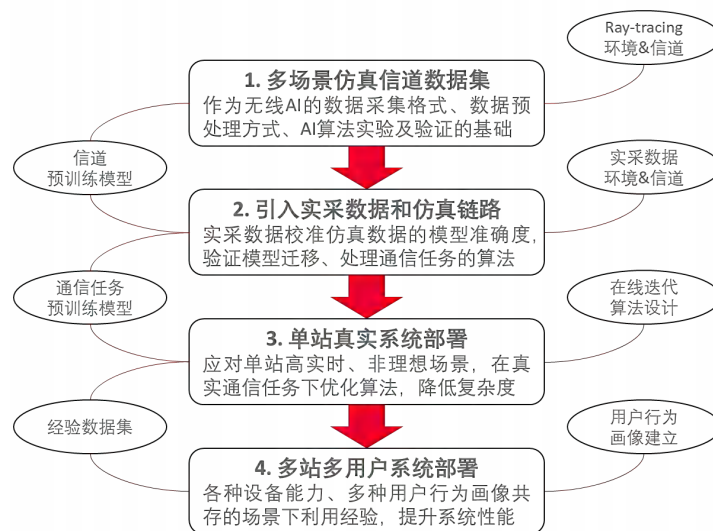 Ray-tracing
环境&信道
1. 多场景仿真信道数据集
作为无线AI的数据采集格式、数据预
处理方式、AI算法实验及验证的基础
信道
预训练模型
实采数据
环境&信道
2. 引入实采数据和仿真链路
实采数据校准仿真数据的模型准确度,
验证模型迁移、处理通信任务的算法
通信任务
预训练模型
在线迭代
算法设计
3. 单站真实系统部署
应对单站高实时、非理想场景，在真
实通信任务下优化算法，降低复杂度
经验数据集
用户行为
画像建立
4. 多站多用户系统部署
各种设备能力、多种用户行为画像共
存的场景下利用经验，提升系统性能